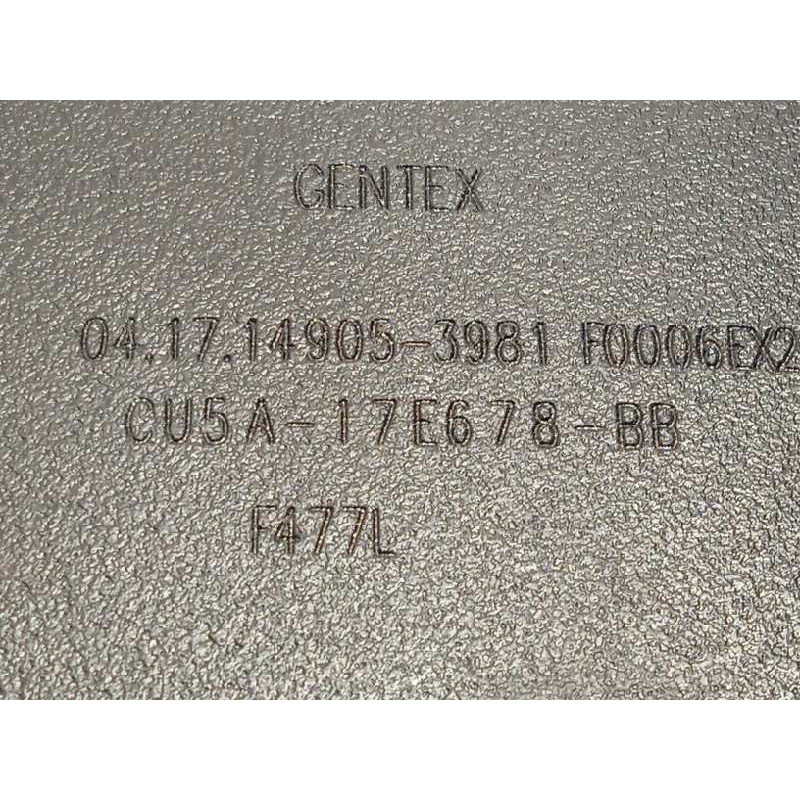 GENTEX
04.17.14905-3981 F0006EX2
CU5A-17E678-BB
F477L